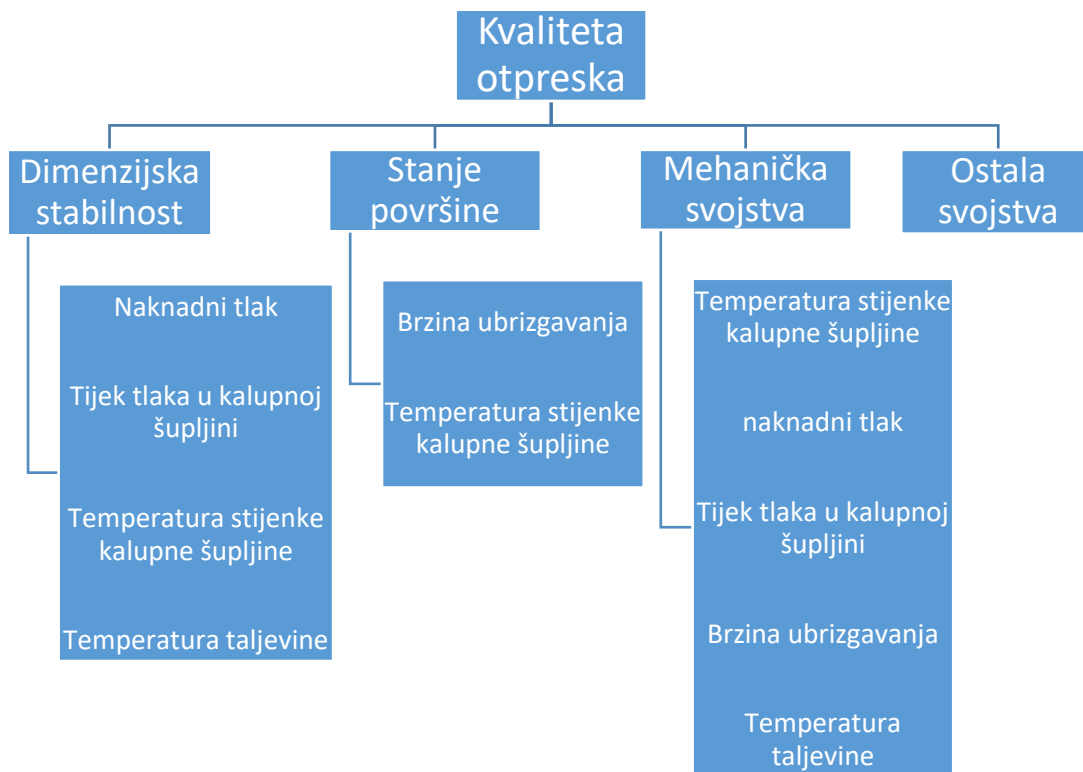 Kvaliteta
otpreska
Dimenzijska
stabilnost
Stanje
površine
Mehanička
svojstva
Ostala
svojstva
Naknadni tlak
Tijek tlaka u kalupnoj
šupljini
Temperatura stijenke
kalupne šupljine
Temperatura taljevine
Brzina ubrizgavanja
Temperatura stijenke
kalupne šupljine
Temperatura stijenke
kalupne šupljine
naknadni tlak
Tijek tlaka u kalupnoj
šupljini
Brzina ubrizgavanja
Temperatura
taljevine